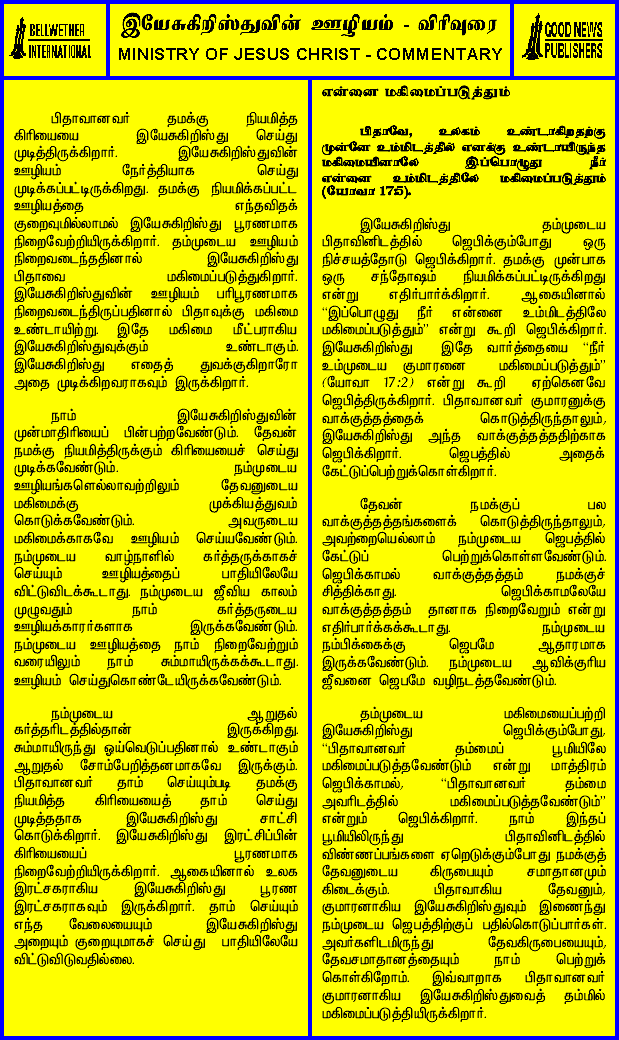 BELLWETHER
INTERNATIONAL
இயேசுகிறிஸ்துவின் ஊழியம் - விரிவுரை
MINISTRY OF JESUS CHRIST - COMMENTARY
GOOD NEWS
PUBLISHERS
பிதாவானவர் தமக்கு நியமித்த
கிரியையை இயேசுகிறிஸ்து செய்து
முடித்திருக்கிறார். இயேசுகிறிஸ்துவின்
ஊழியம் நேர்த்தியாக செய்து
முடிக்கப்பட்டிருக்கிறது. தமக்கு நியமிக்கப்பட்ட
ஊழியத்தை எந்தவிதக்
குறைவுமில்லாமல் இயேசுகிறிஸ்து பூரணமாக
நிறைவேற்றியிருக்கிறார். தம்முடைய ஊழியம்
நிறைவடைந்ததினால் இயேசுகிறிஸ்து
பிதாவை மகிமைப்படுத்துகிறார்.
இயேசுகிறிஸ்துவின் ஊழியம் பரிபூரணமாக
நிறைவடைந்திருப்பதினால் பிதாவுக்கு மகிமை
உண்டாயிற்று. இதே மகிமை மீட்பராகிய
இயேசுகிறிஸ்துவுக்கும் உண்டாகும்.
இயேசுகிறிஸ்து எதைத் துவக்குகிறாரோ
அதை முடிக்கிறவராகவும் இருக்கிறார்.
நாம் இயேசுகிறிஸ்துவின்
முன்மாதிரியைப் பின்பற்றவேண்டும். தேவன்
நமக்கு நியமித்திருக்கும் கிரியையைச் செய்து
முடிக்கவேண்டும். நம்முடைய
ஊழியங்களெல்லாவற்றிலும் தேவனுடைய
மகிமைக்கு முக்கியத்துவம்
கொடுக்கவேண்டும். அவருடைய
மகிமைக்காகவே ஊழியம் செய்யவேண்டும்.
நம்முடைய வாழ்நாளில் கர்த்தருக்காகச்
செய்யும் ஊழியத்தைப் பாதியிலேயே
விட்டுவிடக்கூடாது. நம்முடைய ஜீவிய காலம்
முழுவதும் நாம் கர்த்தருடைய
ஊழியக்காரர்களாக இருக்கவேண்டும்.
நம்முடைய ஊழியத்தை நாம் நிறைவேற்றும்
வரையிலும் நாம் சும்மாயிருக்கக்கூடாது.
ஊழியம் செய்துகொண்டேயிருக்கவேண்டும்.
நம்முடைய ஆறுதல்
கர்த்தரிடத்தில்தான் இருக்கிறது.
சும்மாயிருந்து ஓய்வெடுப்பதினால் உண்டாகும்
ஆறுதல் சோம்பேறித்தனமாகவே இருக்கும்.
பிதாவானவர் தாம் செய்யும்படி தமக்கு
நியமித்த கிரியையைத் தாம் செய்து
முடித்ததாக இயேசுகிறிஸ்து சாட்சி
கொடுக்கிறார். இயேசுகிறிஸ்து இரட்சிப்பின்
கிரியையைப் பூரணமாக
நிறைவேற்றியிருக்கிறார். ஆகையினால் உலக
இரட்சகராகிய இயேசுகிறிஸ்து பூரண
இரட்சகராகவும் இருக்கிறார். தாம் செய்யும்
எந்த வேலையையும் இயேசுகிறிஸ்து
அறையும் குறையுமாகச் செய்து பாதியிலேயே
விட்டுவிடுவதில்லை.
என்னை மகிமைப்படுத்தும்
பிதாவே, உலகம் உண்டாகிறதற்கு
முன்னே உம்மிடத்தில் எனக்கு உண்டாயிருந்த
மகிமையினாலே இப்பொழுது நீர்
என்னை உம்மிடத்திலே மகிமைப்படுத்தும்
(யோவா 17:5).
இயேசுகிறிஸ்து தம்முடைய
பிதாவினிடத்தில் ஜெபிக்கும்போது ஒரு
நிச்சயத்தோடு ஜெபிக்கிறார். தமக்கு முன்பாக
ஒரு சந்தோஷம் நியமிக்கப்பட்டிருக்கிறது
என்று எதிர்பார்க்கிறார். ஆகையினால்
“இப்பொழுது நீர் என்னை உம்மிடத்திலே
மகிமைப்படுத்தும்” என்று கூறி ஜெபிக்கிறார்.
இயேசுகிறிஸ்து இதே வார்த்தையை “நீர்
உம்முடைய குமாரனை மகிமைப்படுத்தும்”
(யோவா 17:2) என்று கூறி ஏற்கெனவே
ஜெபித்திருக்கிறார். பிதாவானவர் குமாரனுக்கு
வாக்குத்தத்தைக் கொடுத்திருந்தாலும்,
இயேசுகிறிஸ்து அந்த வாக்குத்தத்ததிற்காக
ஜெபிக்கிறார். ஜெபத்தில் அதைக்
கேட்டுப்பெற்றுக்கொள்கிறார்.
தேவன் நமக்குப் பல
வாக்குத்தத்தங்களைக் கொடுத்திருந்தாலும்,
அவற்றையெல்லாம் நம்முடைய ஜெபத்தில்
கேட்டுப் பெற்றுக்கொள்ளவேண்டும்.
ஜெபிக்காமல் வாக்குத்தத்தம் நமக்குச்
சித்திக்காது. ஜெபிக்காமலேயே
வாக்குத்தத்தம் தானாக நிறைவேறும் என்று
எதிர்பார்க்கக்கூடாது. நம்முடைய
நம்பிக்கைக்கு ஜெபமே ஆதாரமாக
இருக்கவேண்டும். நம்முடைய ஆவிக்குரிய
ஜீவனை ஜெபமே வழிநடத்தவேண்டும்.
தம்முடைய மகிமையைப்பற்றி
இயேசுகிறிஸ்து ஜெபிக்கும்போது,
“பிதாவானவர் தம்மைப் பூமியிலே
மகிமைப்படுத்தவேண்டும் என்று மாத்திரம்
ஜெபிக்காமல், “பிதாவானவர் தம்மை
அவரிடத்தில் மகிமைப்படுத்தவேண்டும்”
என்றும் ஜெபிக்கிறார். நாம் இந்தப்
பூமியிலிருந்து பிதாவினிடத்தில்
விண்ணப்பங்களை ஏறெடுக்கும்போது நமக்குத்
தேவனுடைய கிருபையும் சமாதானமும்
கிடைக்கும். பிதாவாகிய தேவனும்,
குமாரனாகிய இயேசுகிறிஸ்துவும் இணைந்து
நம்முடைய ஜெபத்திற்குப் பதில்கொடுப்பார்கள்.
அவர்களிடமிருந்து தேவகிருபையையும்,
தேவசமாதானத்தையும் நாம் பெற்றுக்
கொள்கிறோம். இவ்வாறாக பிதாவானவர்
குமாரனாகிய இயேசுகிறிஸ்துவைத் தம்மில்
மகிமைப்படுத்தியிருக்கிறார்.